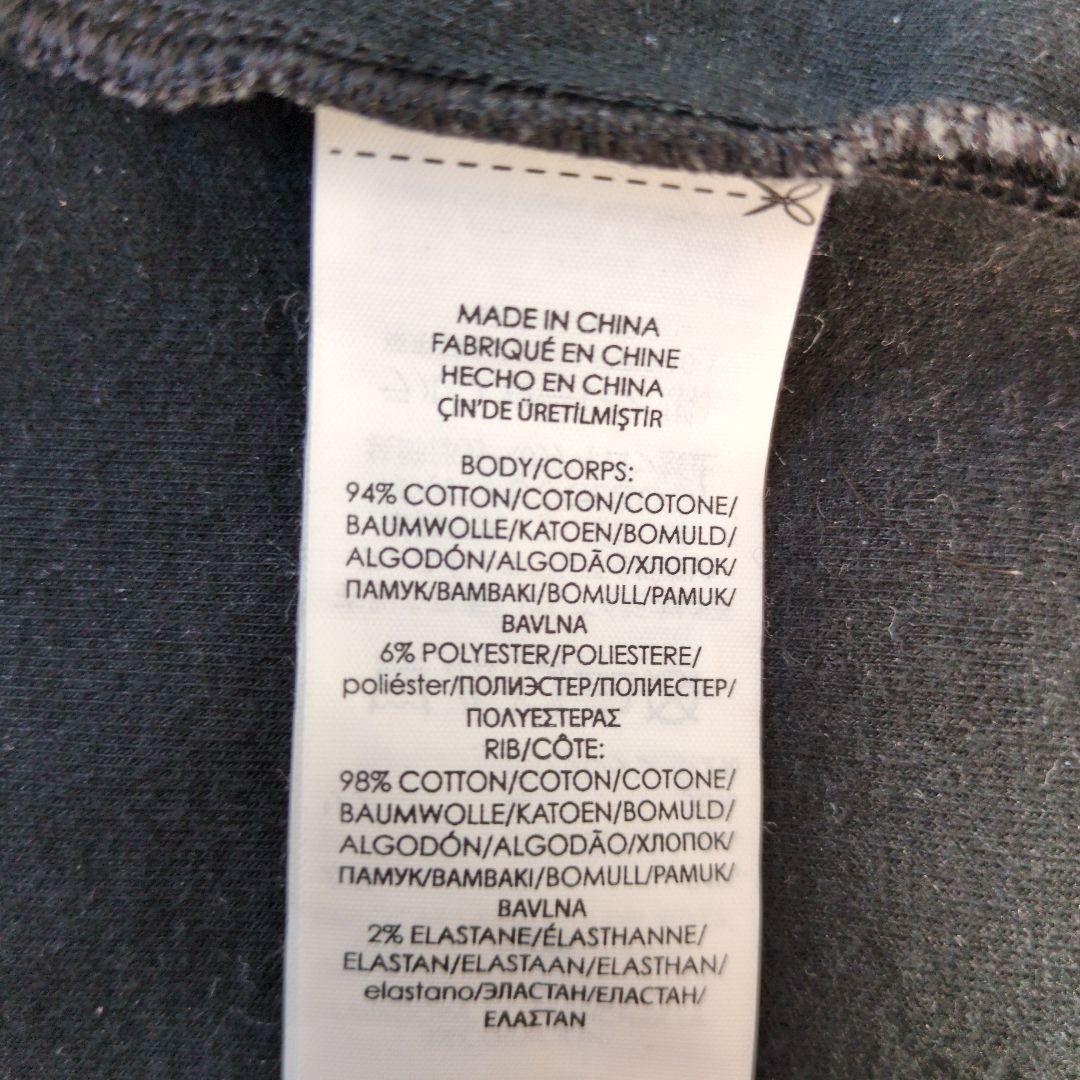 MADE IN CHINA
FABRIQUÉ EN CHINE
HECHO EN CHINA
ÇİN'DE ÜRETİLMİŞTİR
BODY/CORPS:
94% COTTON/COTON/COTONE/
BAUMWOLLE/KATOEN/BOMULD/
ALGODÓN/ALGODÃO/ХЛОПОК/
ПАМУК/BAMBAKI/BOMULL/PAMUK/
BAVLNA
6% POLYESTER/POLIESTERE/
poliéster/ПОЛИЭСТЕР/ПОЛИЕСТЕР/
ΠΟΛΥΕΣΤΕΡΑΣ
RIB/CÔTE:
98% COTTON/COTON/COTONE/
BAUMWOLLE/KATOEN/BOMULD/
ALGODÓN/ALGODÃO/ХЛОПОК/
ПАМУК/BAMBAKI/BOMULL/PAMUK/
BAVLNA
2% ELASTANE/ÉLASTHANNE/
ELASTAN/ELASTAAN/ELASTHAN/
elastano/ЭЛАСТАН/ЕЛАСТАН/
ΕΛΑΣΤΑΝ